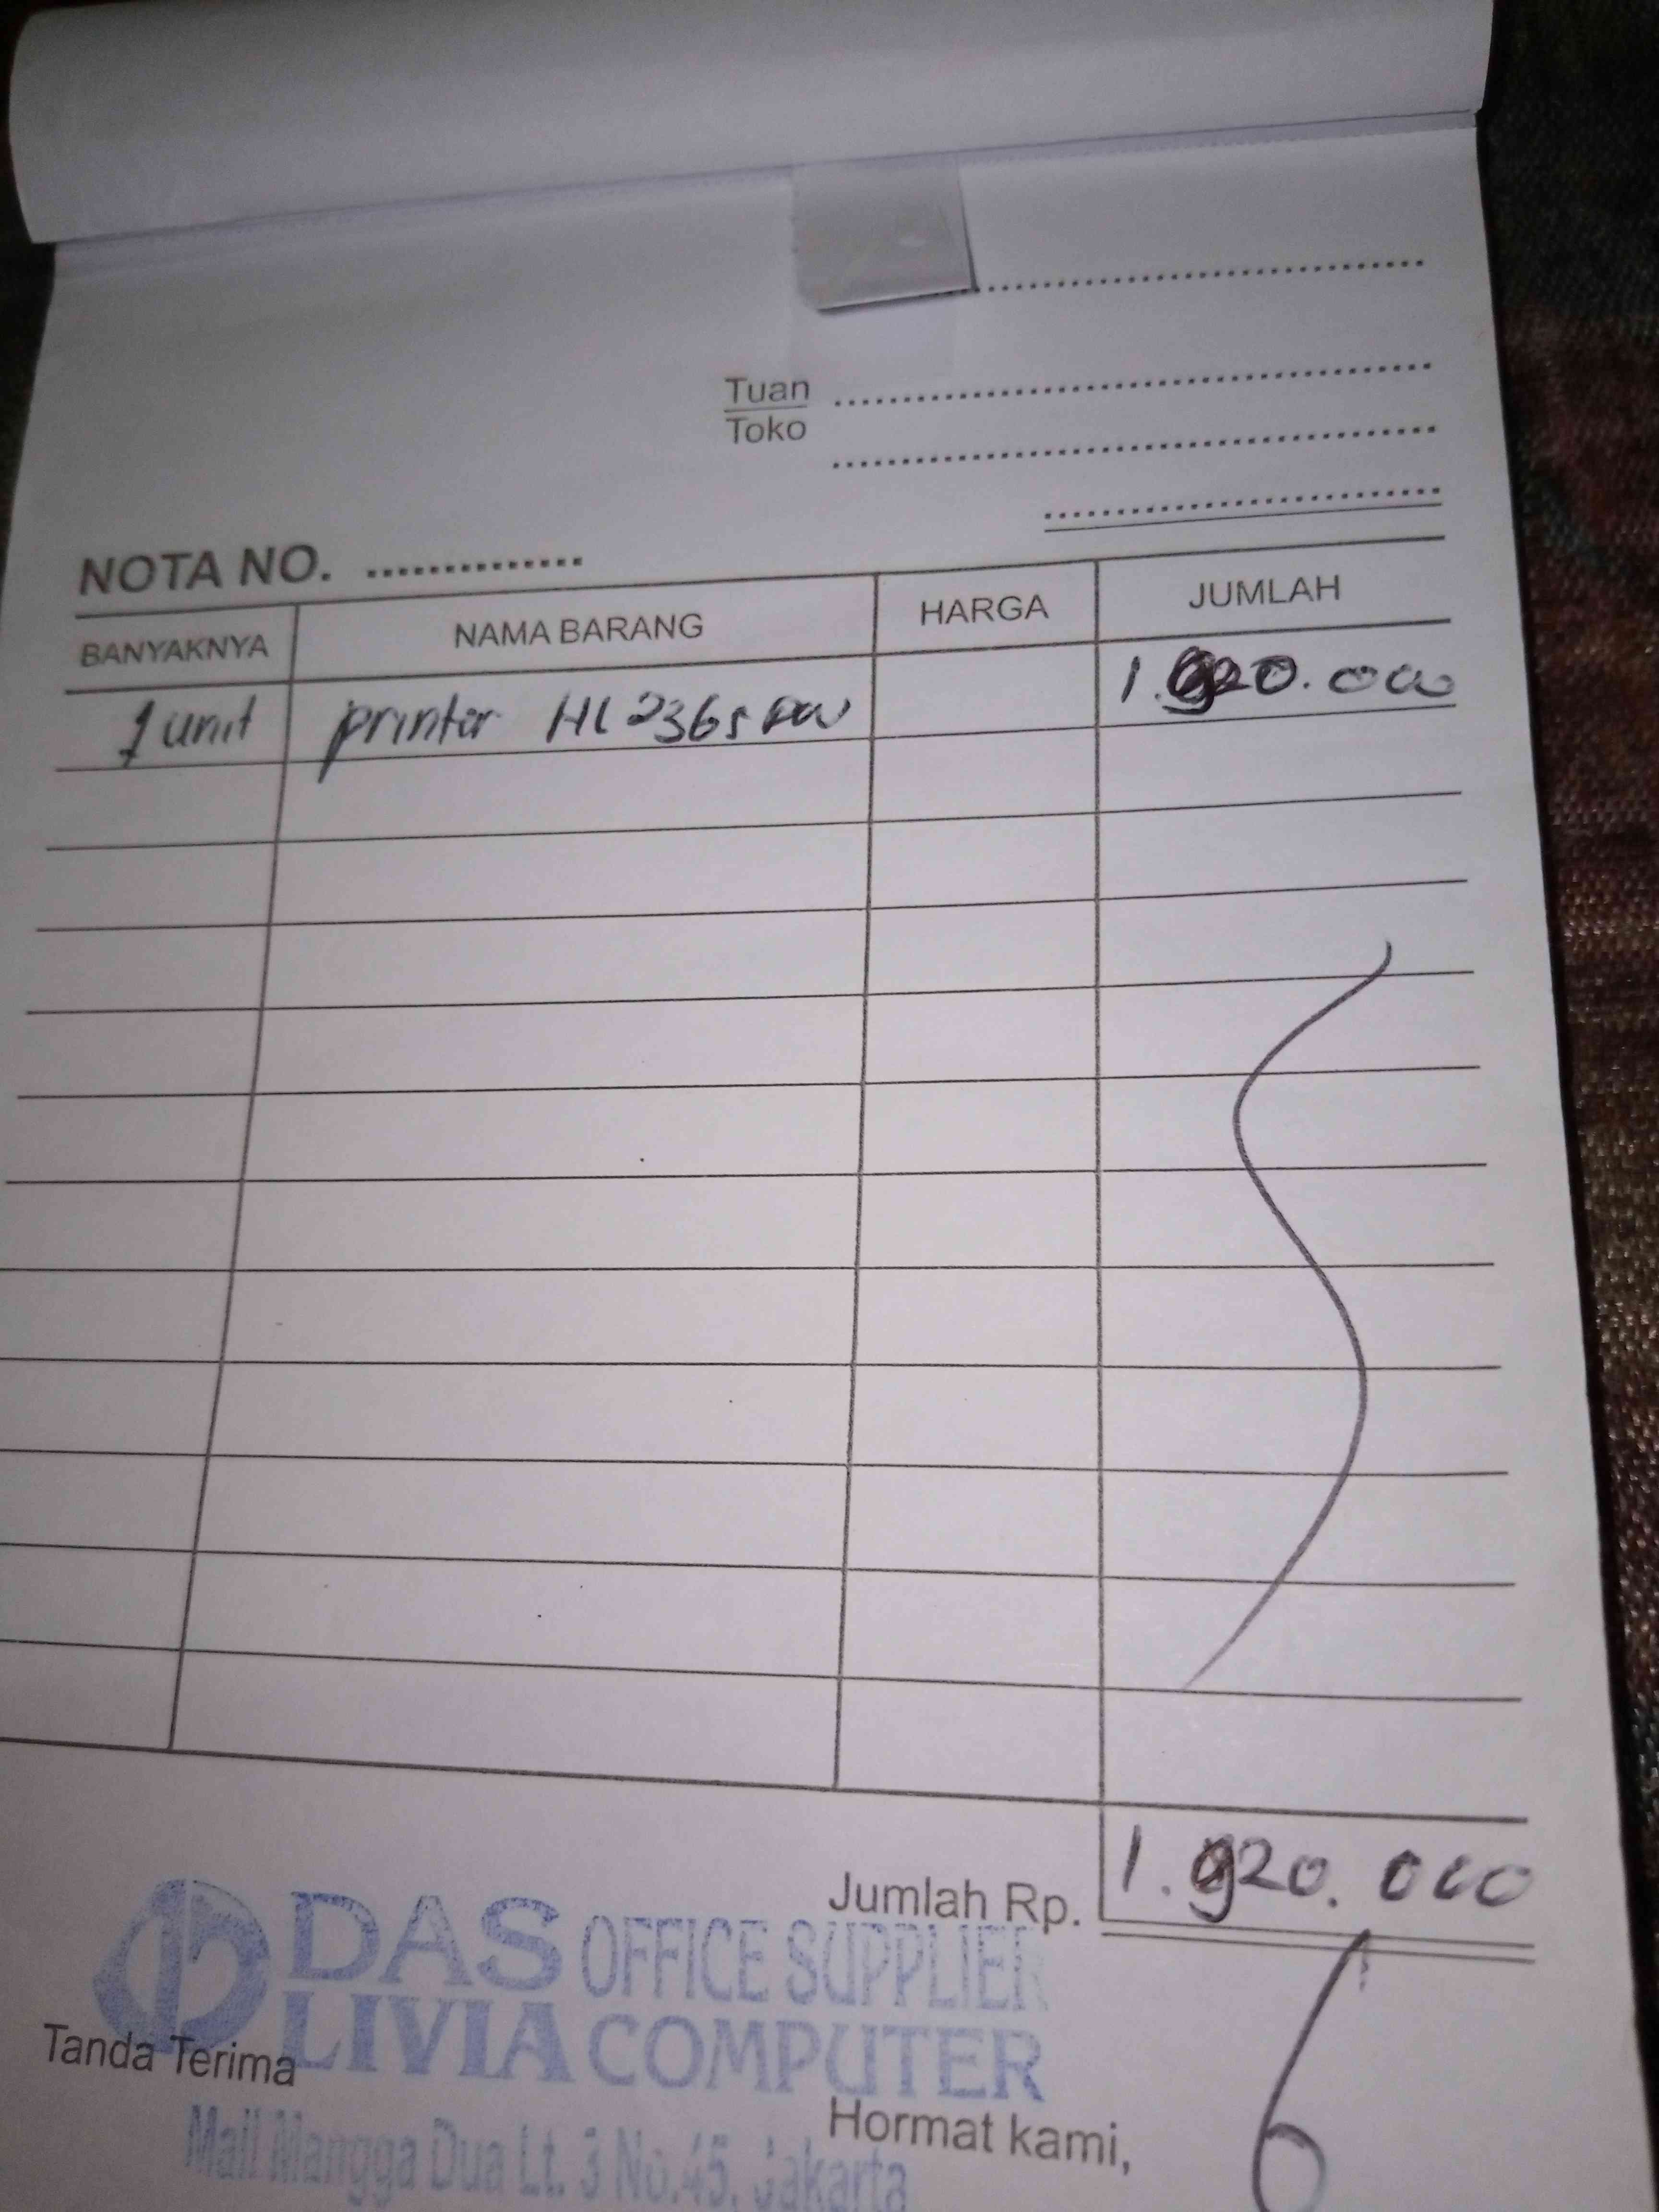 Tuan
Toko
NOTA NO.
BANYAKNYA NAMA BARANG HARGA JUMLAH
1 unit printer HL 2365 DW 1.920.000
Jumlah Rp. 1.920.000
DAS OFFICE SUPPLIER
LIVIA COMPUTER
Tanda Terima
Hormat kami,
Mall Mangga Dua Lt. 3 No.45, Jakarta